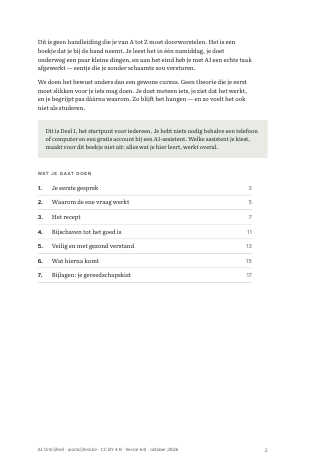 Dit is geen handleiding die je van A tot Z moet doorworstelen. Het is een
boekje dat je bij de hand neemt. Je leest het in één namiddag, je doet
onderweg een paar kleine dingen, en aan het eind heb je met AI een echte taak
afgewerkt — eentje die je zonder schaamte zou versturen.
We doen het bewust anders dan een gewone cursus. Geen theorie die je eerst
moet slikken voor je iets mag doen. Je doet meteen iets, je ziet dat het werkt,
en je begrijpt pas dáárna waarom. Zo blijft het hangen — en zo voelt het ook
niet als studeren.
Dit is Deel 1, het startpunt voor iedereen. Je hebt niets nodig behalve een telefoon
of computer en een gratis account bij een AI-assistent. Welke assistent je kiest,
maakt voor dit boekje niet uit: alles wat je hier leert, werkt overal.
WAT JE GAAT DOEN
1. Je eerste gesprek 3
2. Waarom de ene vraag werkt 5
3. Het recept 7
4. Bijschaven tot het goed is 11
5. Veilig en met gezond verstand 13
6. Wat hierna komt 15
7. Bijlagen: je gereedschapskist 17
AI Ontcijferd · aiontcijferd.be · CC BY 4.0 · Versie 6.0 · oktober 2026 2